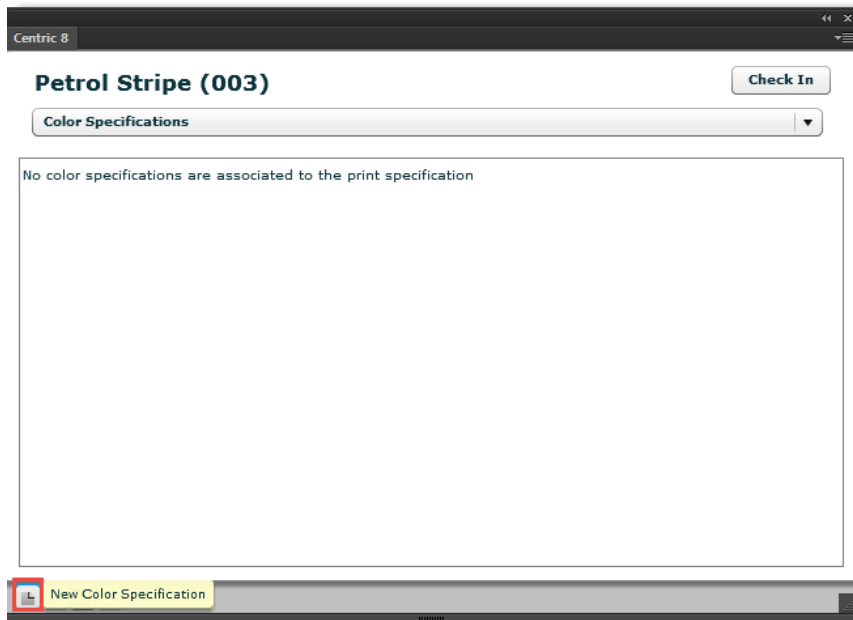 Centric 8
Petrol Stripe (003)
Check In
Color Specifications
No color specifications are associated to the print specification
New Color Specification